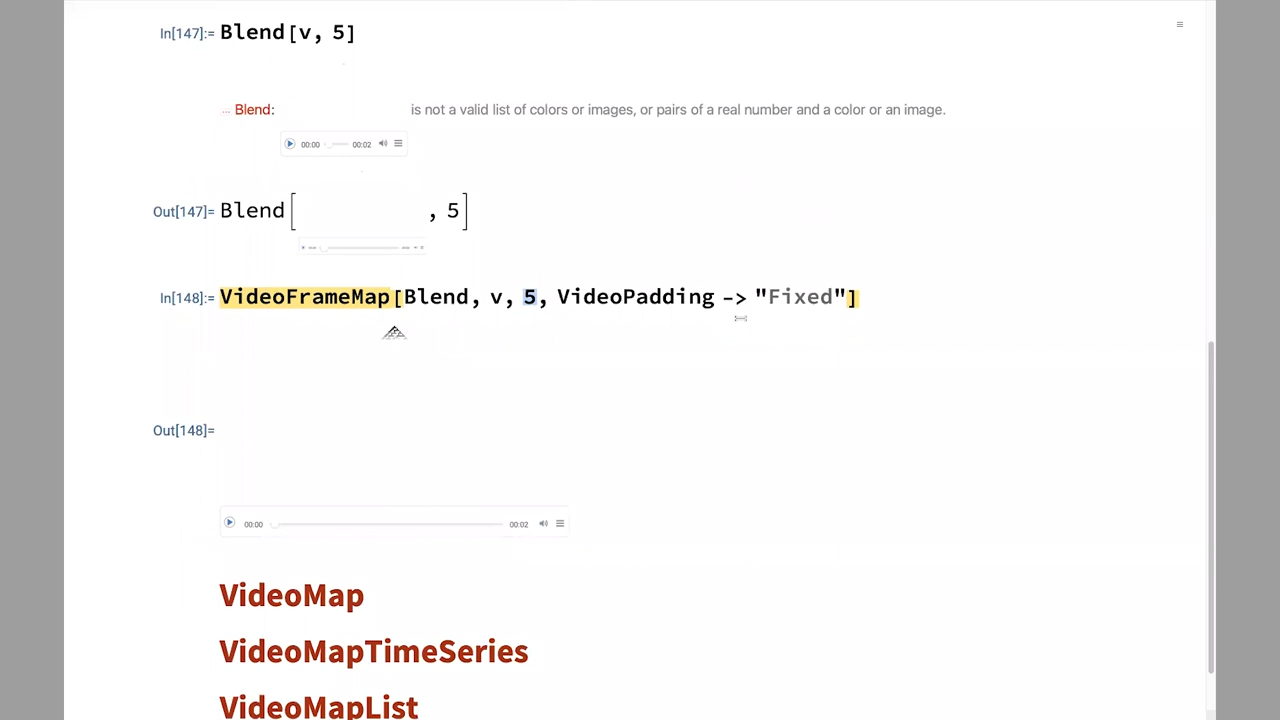 In[147]:= Blend[v, 5]
... Blend: is not a valid list of colors or images, or pairs of a real number and a color or an image.
00:00 00:02
Out[147]= Blend[ , 5]
In[148]:= VideoFrameMap[Blend, v, 5, VideoPadding -> "Fixed"]
Out[148]=
00:00 00:02
VideoMap
VideoMapTimeSeries
VideoMapList